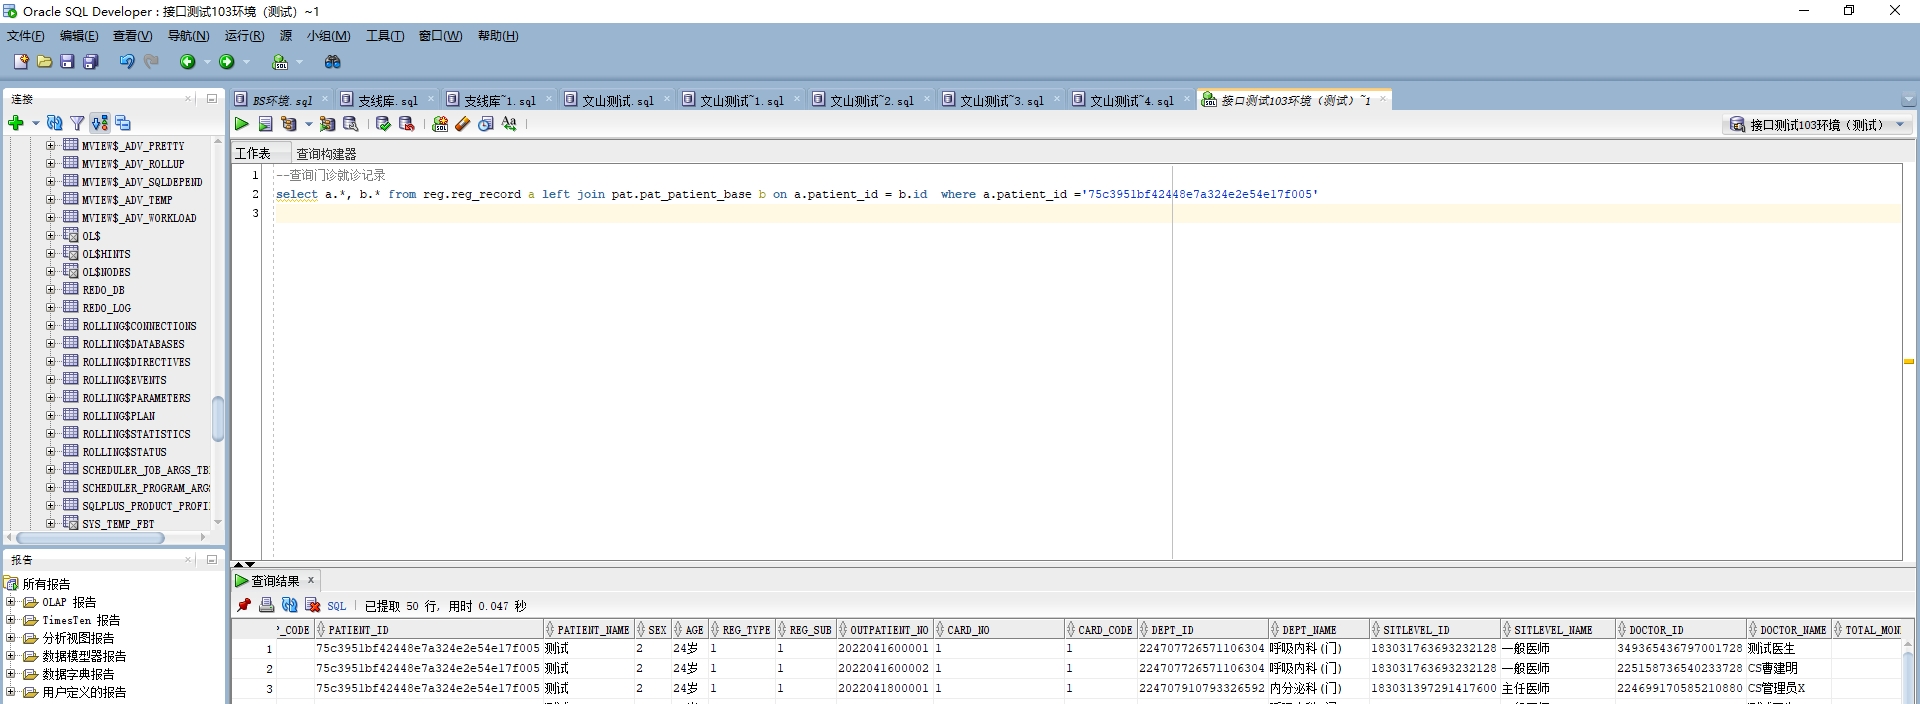 Oracle SQL Developer : 接口测试103环境（测试）~1
文件(F) 编辑(E) 查看(V) 导航(N) 运行(R) 源 小组(M) 工具(T) 窗口(W) 帮助(H)
连接
BS环境.sql 支线库.sql 支线库~1.sql 文山测试.sql 文山测试~1.sql 文山测试~2.sql 文山测试~3.sql 文山测试~4.sql 接口测试103环境（测试）~1
接口测试103环境（测试）
工作表 查询构建器
MVIEW$_ADV_PRETTY
MVIEW$_ADV_ROLLUP
MVIEW$_ADV_SQLDEPEND
MVIEW$_ADV_TEMP
MVIEW$_ADV_WORKLOAD
OL$
OL$HINTS
OL$NODES
REDO_DB
REDO_LOG
ROLLING$CONNECTIONS
ROLLING$DATABASES
ROLLING$DIRECTIVES
ROLLING$EVENTS
ROLLING$PARAMETERS
ROLLING$PLAN
ROLLING$STATISTICS
ROLLING$STATUS
SCHEDULER_JOB_ARGS_TB
SCHEDULER_PROGRAM_ARG
SQLPLUS_PRODUCT_PROFI
SYS_TEMP_FBT
1 --查询门诊就诊记录
2 select a.*, b.* from reg.reg_record a left join pat.pat_patient_base b on a.patient_id = b.id where a.patient_id ='75c3951bf42448e7a324e2e54e17f005'
3
报告
所有报告
OLAP 报告
TimesTen 报告
分析视图报告
数据模型器报告
数据字典报告
用户定义的报告
查询结果 x
SQL | 已提取 50 行, 用时 0.047 秒
_CODE PATIENT_ID PATIENT_NAME SEX AGE REG_TYPE REG_SUB OUTPATIENT_NO CARD_NO CARD_CODE DEPT_ID DEPT_NAME SITLEVEL_ID SITLEVEL_NAME DOCTOR_ID DOCTOR_NAME TOTAL_MON
1 75c3951bf42448e7a324e2e54e17f005 测试 2 24岁 1 1 2022041600001 1 1 224707726571106304 呼吸内科(门) 183031763693232128 一般医师 349365436797001728 测试医生
2 75c3951bf42448e7a324e2e54e17f005 测试 2 24岁 1 1 2022041600002 1 1 224707726571106304 呼吸内科(门) 183031763693232128 一般医师 225158736540233728 CS曹建明
3 75c3951bf42448e7a324e2e54e17f005 测试 2 24岁 1 1 2022041800001 1 1 224707910793326592 内分泌科(门) 183031397291417600 主任医师 224699170585210880 CS管理员X